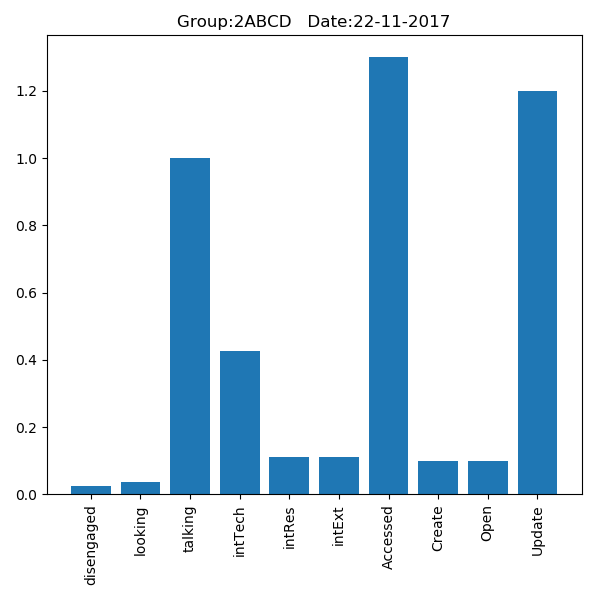 Group:2ABCD   Date:22-11-2017
1.2
1.0
0.8
0.6
0.4
0.2
0.0
disengaged
looking
talking
intTech
intRes
intExt
Accessed
Create
Open
Update